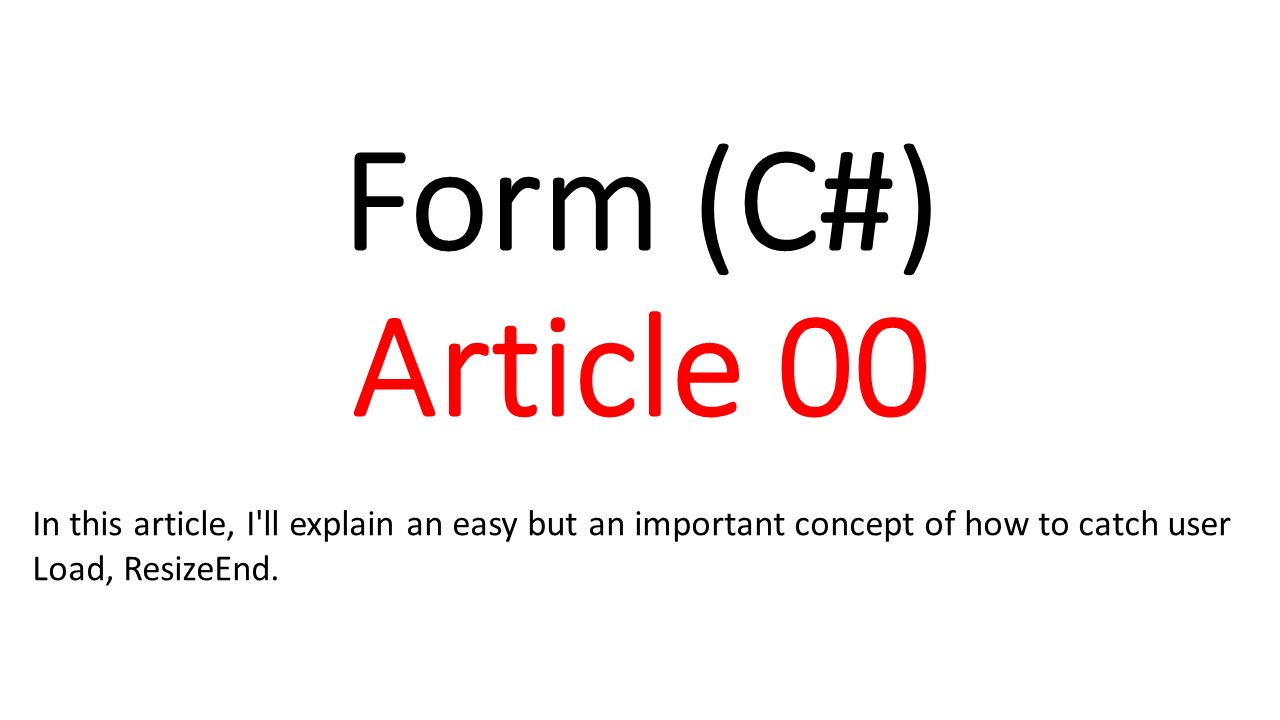 Form (C#)
Article 00
In this article, I'll explain an easy but an important concept of how to catch user
Load, ResizeEnd.